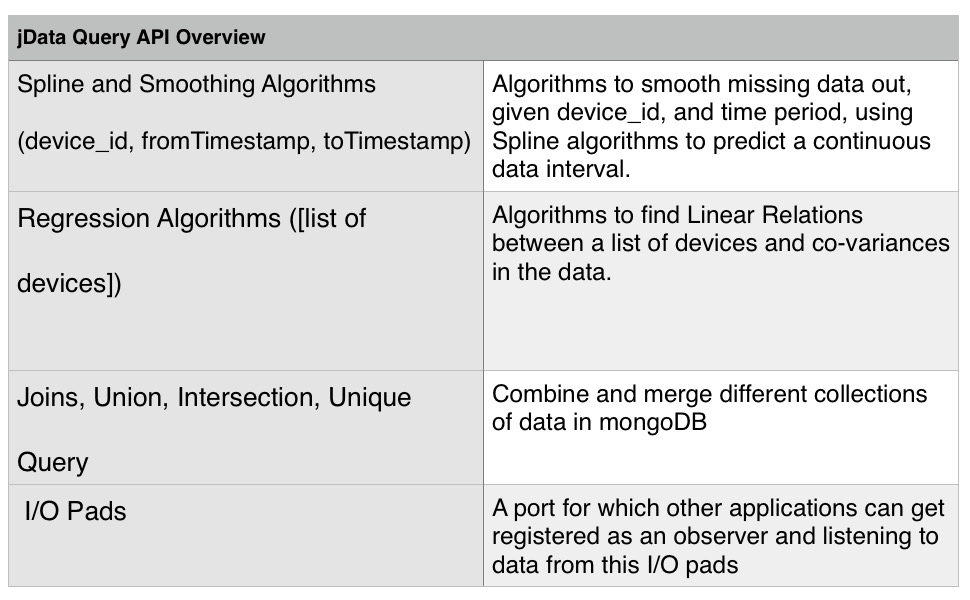 jData Query API Overview
Spline and Smoothing Algorithms
(device_id, fromTimestamp, toTimestamp)
Algorithms to smooth missing data out,
given device_id, and time period, using
Spline algorithms to predict a continuous
data interval.
Regression Algorithms ([list of
devices])
Algorithms to find Linear Relations
between a list of devices and co-variances
in the data.
Joins, Union, Intersection, Unique
Query
Combine and merge different collections
of data in mongoDB
I/O Pads
A port for which other applications can get
registered as an observer and listening to
data from this I/O pads